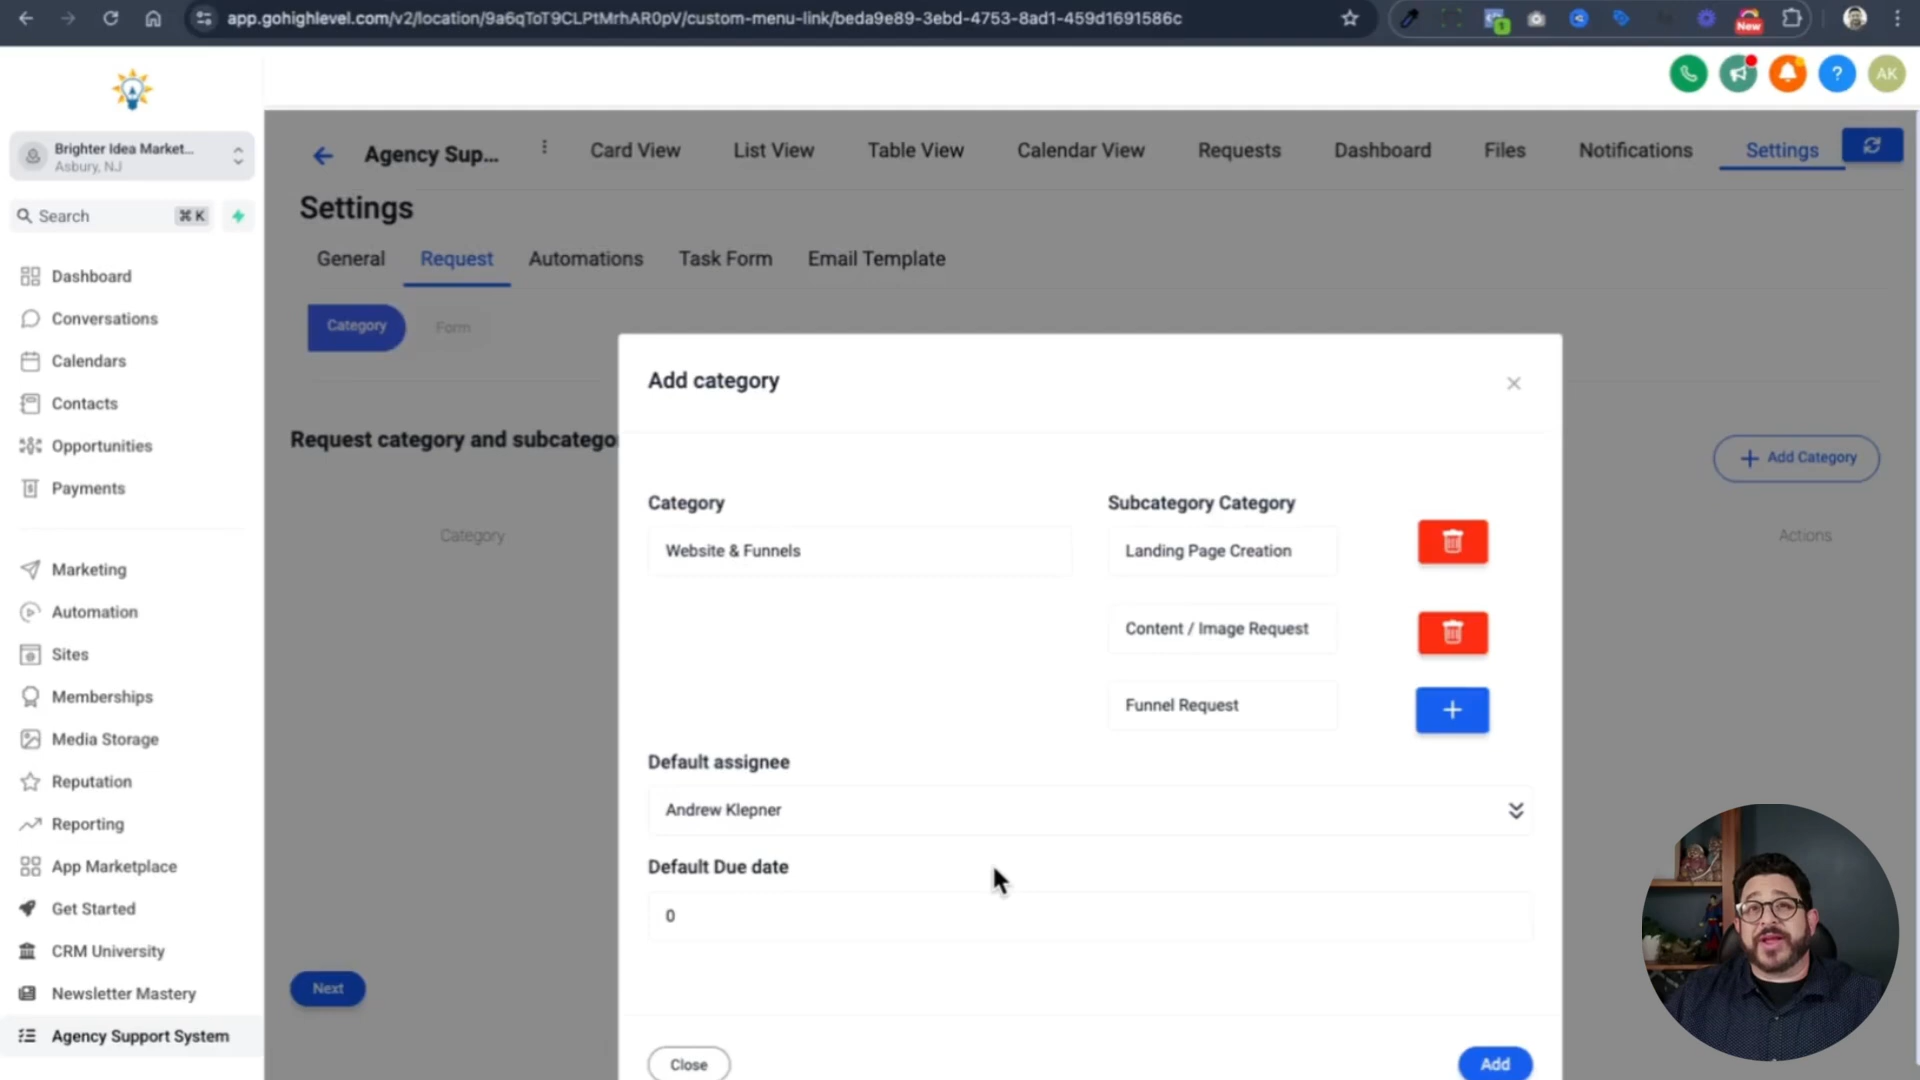 app.gohighlevel.com/v2/location/9a6qToT9CLPtMrhAR0pV/custom-menu-link/beda9e89-3ebd-4753-8ad1-459d1691586c
1
New
?
AK
Brighter Idea Market...
Asbury, NJ
Search
⌘ K
Dashboard
Conversations
Calendars
Contacts
Opportunities
Payments
Marketing
Automation
Sites
Memberships
Media Storage
Reputation
Reporting
App Marketplace
Get Started
CRM University
Newsletter Mastery
Agency Support System
Agency Sup...
Card View
List View
Table View
Calendar View
Requests
Dashboard
Files
Notifications
Settings
Settings
General
Request
Automations
Task Form
Email Template
Category
Form
Request category and subcatego
+ Add Category
Category
Actions
Next
Add category
×
Category
Subcategory Category
Website & Funnels
Landing Page Creation
Content / Image Request
Funnel Request
+
Default assignee
Andrew Klepner
Default Due date
0
Close
Add